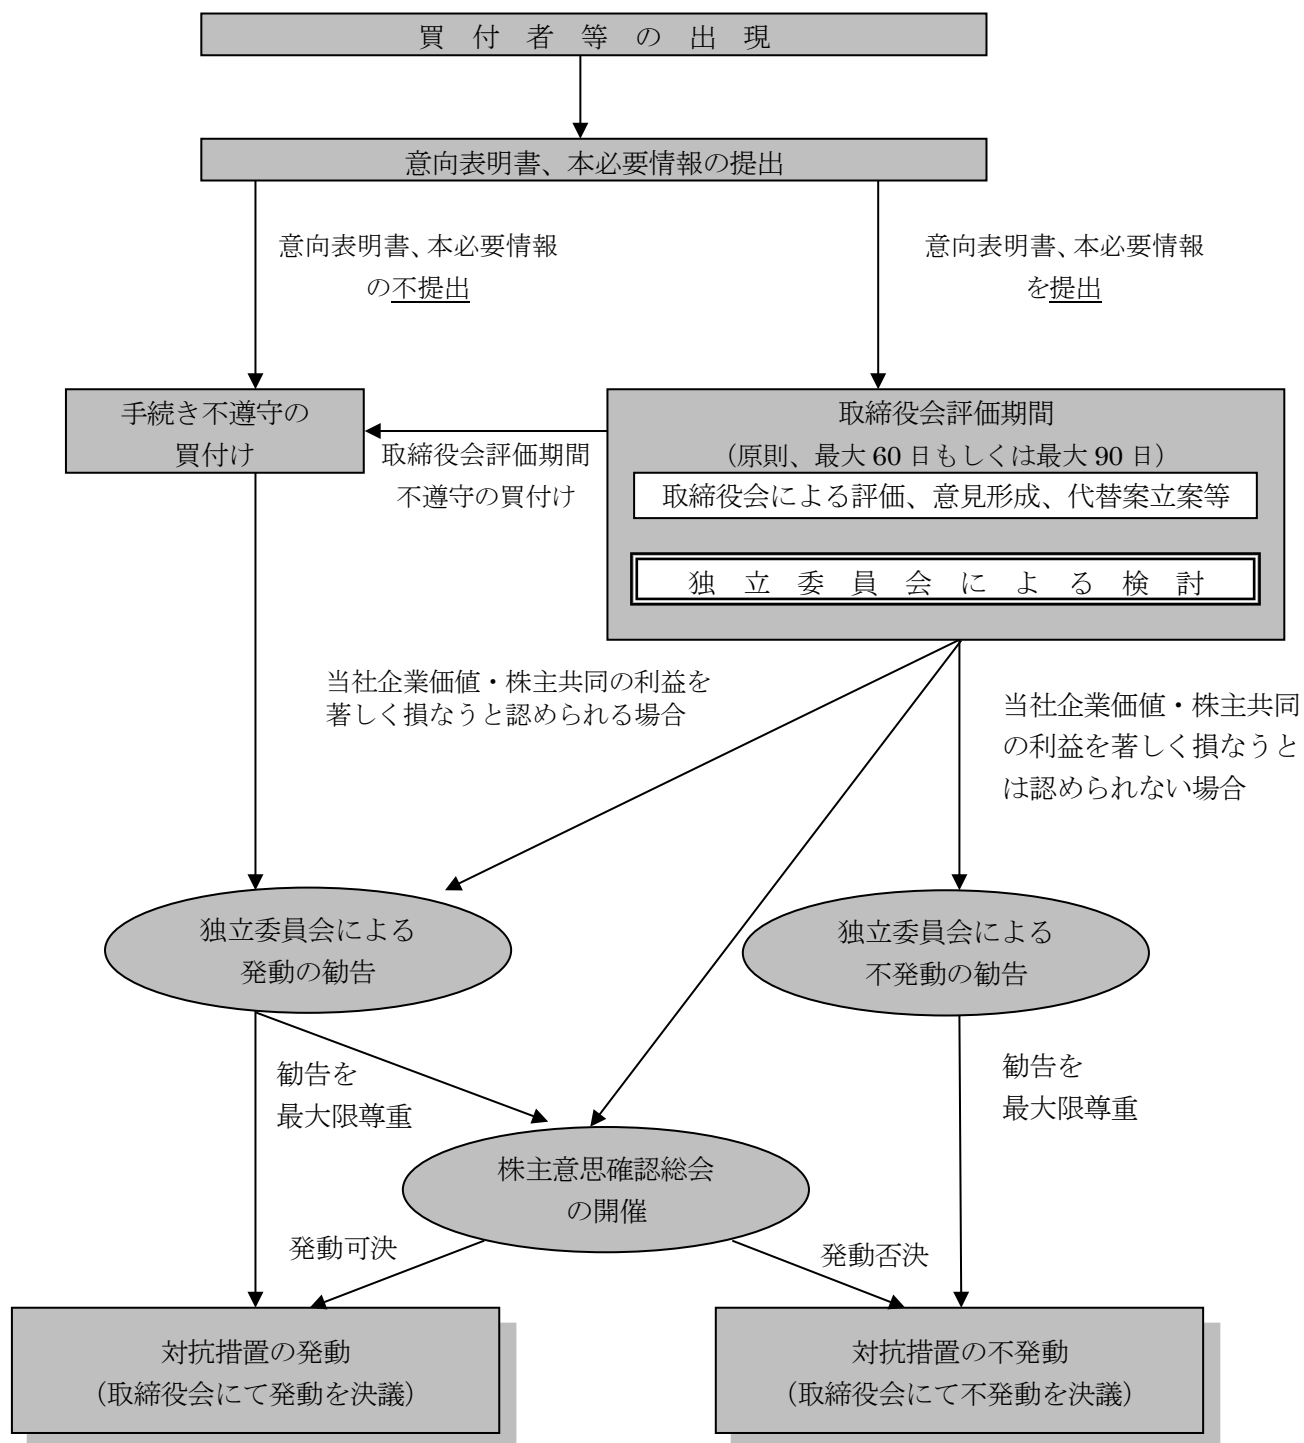 買付者等の出現
意向表明書、本必要情報の提出
意向表明書、本必要情報
の不提出
意向表明書、本必要情報
を提出
手続き不遵守の
買付け
取締役会評価期間
不遵守の買付け
取締役会評価期間
（原則、最大 60 日もしくは最大 90 日）
取締役会による評価、意見形成、代替案立案等
独立委員会による検討
当社企業価値・株主共同の利益を
著しく損なうと認められる場合
当社企業価値・株主共同
の利益を著しく損なうと
は認められない場合
独立委員会による
発動の勧告
独立委員会による
不発動の勧告
勧告を
最大限尊重
勧告を
最大限尊重
株主意思確認総会
の開催
発動可決
発動否決
対抗措置の発動
（取締役会にて発動を決議）
対抗措置の不発動
（取締役会にて不発動を決議）